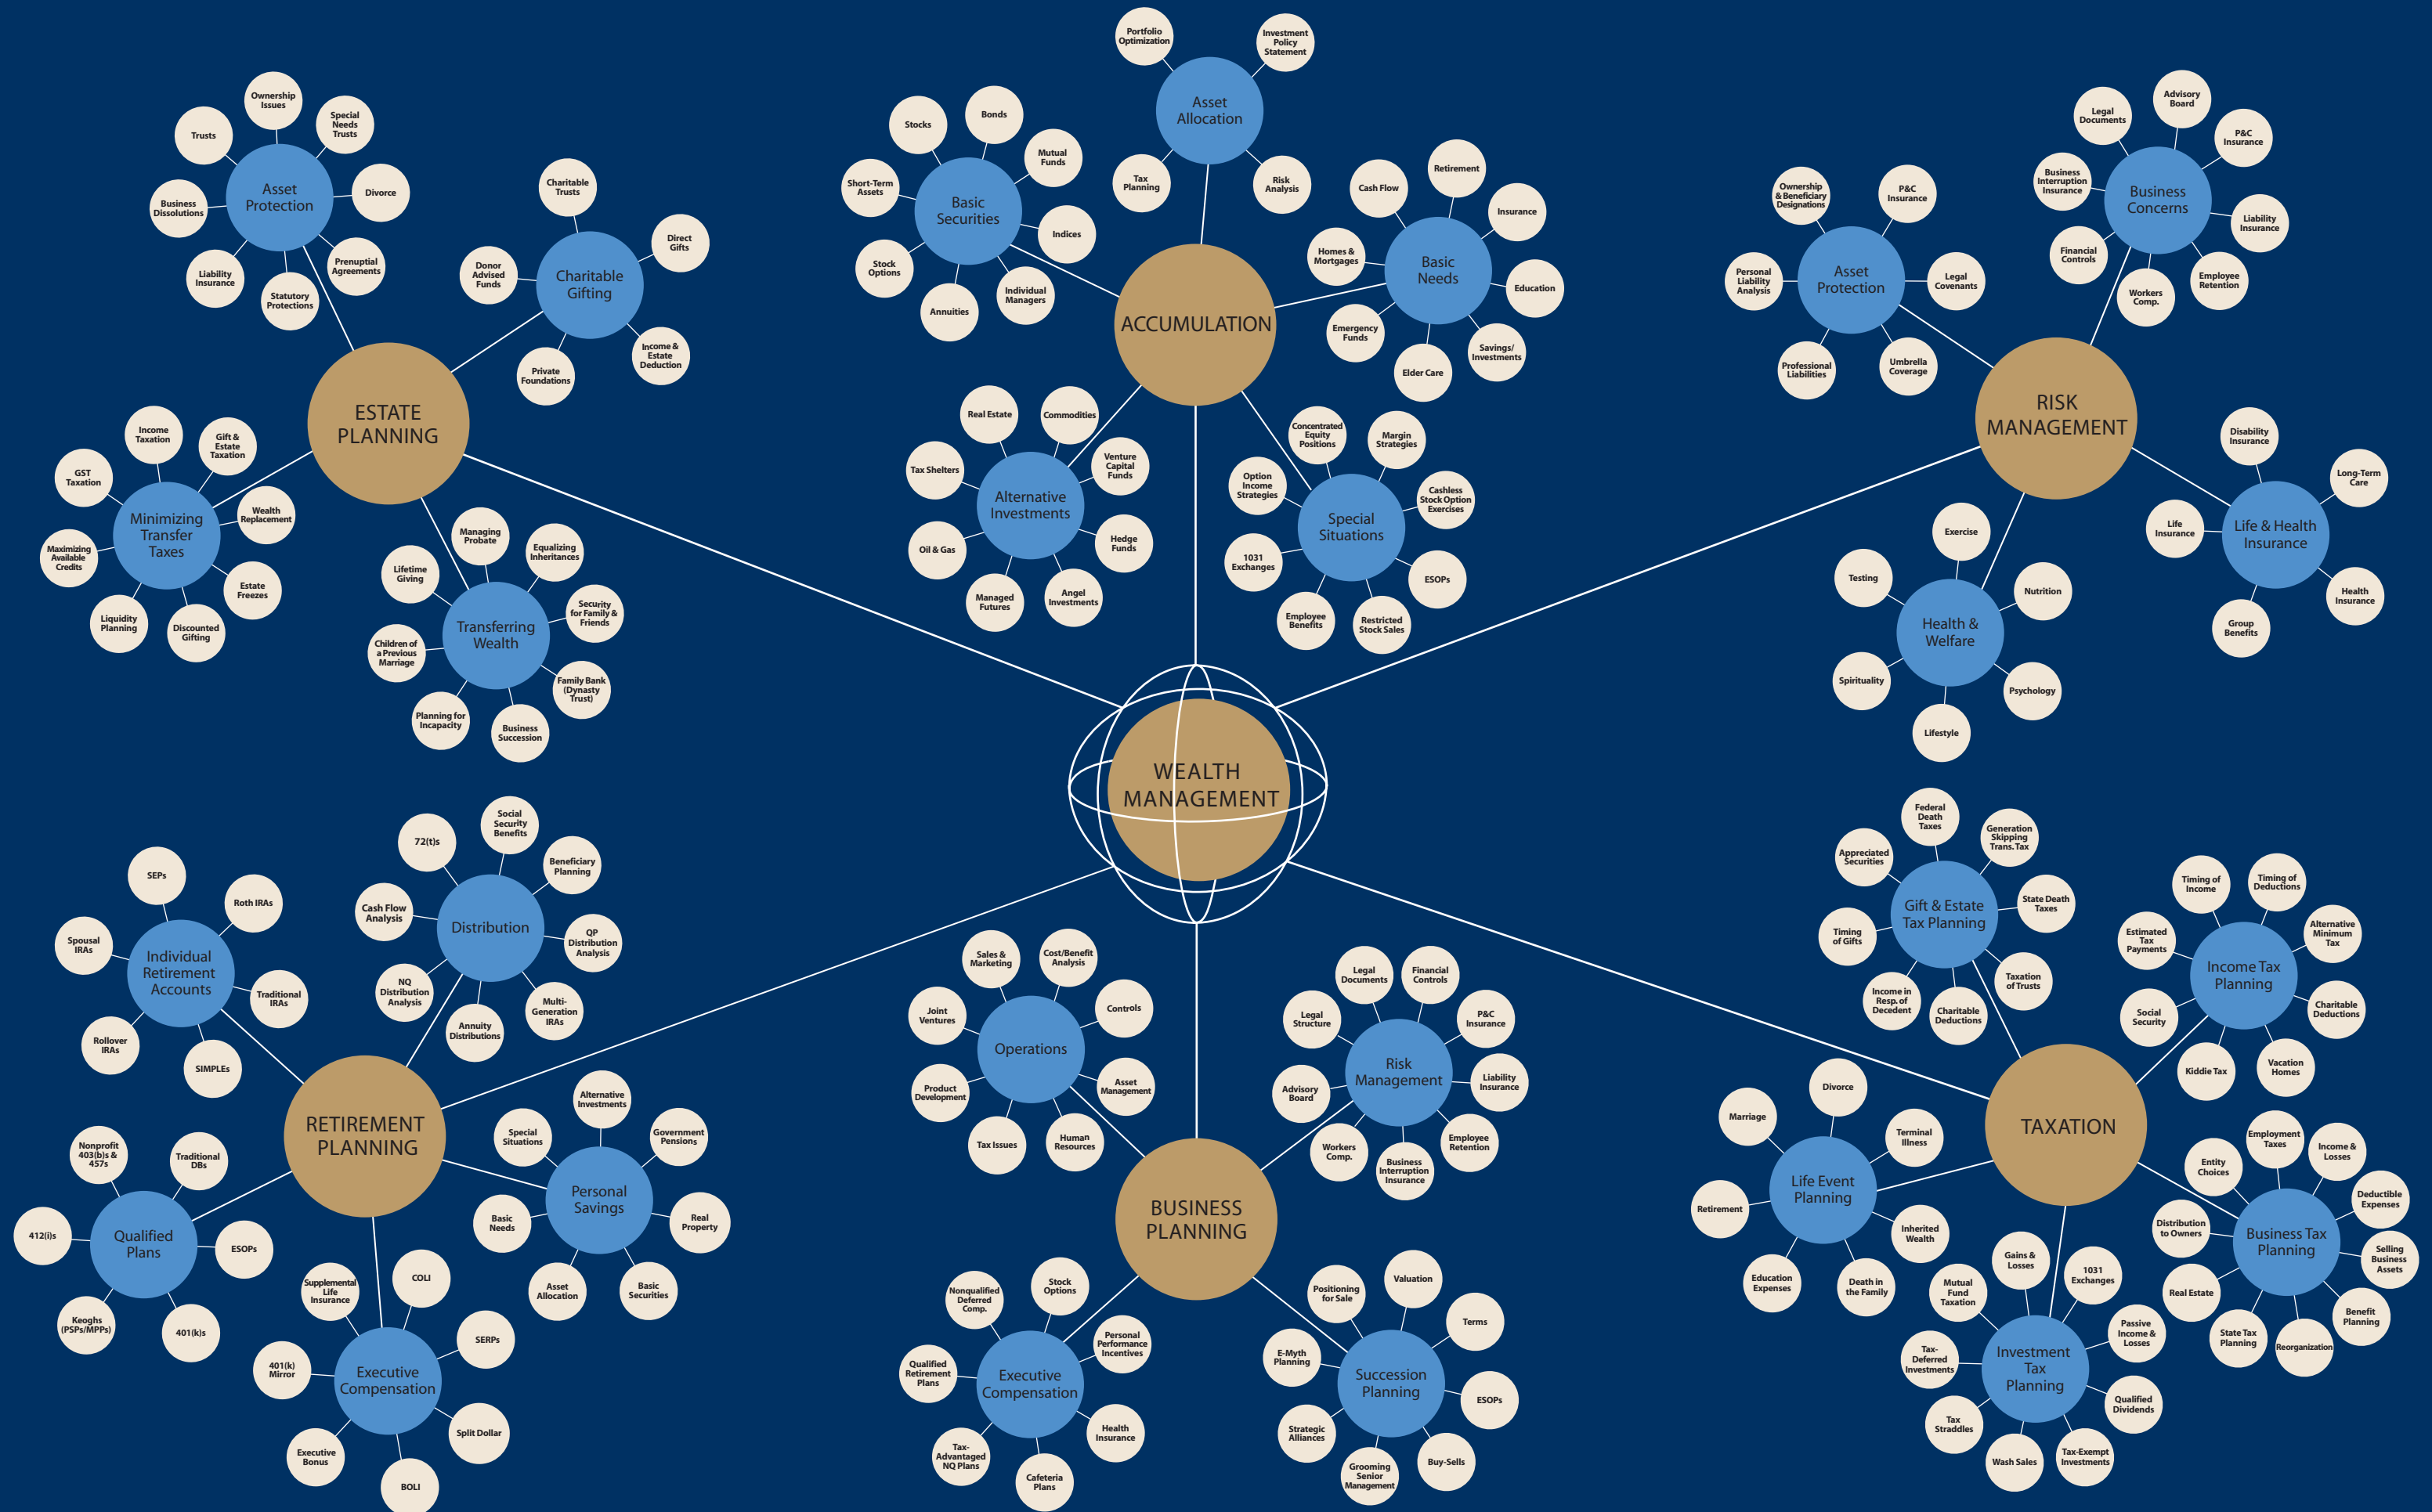 WEALTH
MANAGEMENT
ESTATE
PLANNING
Asset
Protection
Trusts
Ownership
Issues
Special
Needs
Trusts
Divorce
Prenuptial
Agreements
Statutory
Protections
Liability
Insurance
Business
Dissolutions
Charitable
Gifting
Charitable
Trusts
Direct
Gifts
Income &
Estate
Deduction
Private
Foundations
Donor
Advised
Funds
Minimizing
Transfer
Taxes
Income
Taxation
Gift &
Estate
Taxation
Wealth
Replacement
Estate
Freezes
Discounted
Gifting
Liquidity
Planning
Maximizing
Available
Credits
GST
Taxation
Transferring
Wealth
Managing
Probate
Equalizing
Inheritances
Security
for Family &
Friends
Family Bank
(Dynasty
Trust)
Business
Succession
Planning for
Incapacity
Children of
a Previous
Marriage
Lifetime
Giving
ACCUMULATION
Asset
Allocation
Portfolio
Optimization
Investment
Policy
Statement
Risk
Analysis
Tax
Planning
Basic
Securities
Stocks
Bonds
Mutual
Funds
Indices
Individual
Managers
Annuities
Stock
Options
Short-Term
Assets
Basic
Needs
Cash Flow
Retirement
Insurance
Education
Savings/
Investments
Elder Care
Emergency
Funds
Homes &
Mortgages
Alternative
Investments
Real Estate
Commodities
Venture
Capital
Funds
Hedge
Funds
Angel
Investments
Managed
Futures
Oil & Gas
Tax Shelters
Special
Situations
Concentrated
Equity
Positions
Margin
Strategies
Cashless
Stock Option
Exercises
ESOPs
Restricted
Stock Sales
Employee
Benefits
1031
Exchanges
Option
Income
Strategies
RISK
MANAGEMENT
Asset
Protection
Ownership
& Beneficiary
Designations
P&C
Insurance
Legal
Covenants
Umbrella
Coverage
Professional
Liabilities
Personal
Liability
Analysis
Business
Concerns
Legal
Documents
Advisory
Board
P&C
Insurance
Liability
Insurance
Employee
Retention
Workers
Comp.
Financial
Controls
Business
Interruption
Insurance
Life & Health
Insurance
Disability
Insurance
Long-Term
Care
Health
Insurance
Group
Benefits
Life
Insurance
Health &
Welfare
Exercise
Nutrition
Psychology
Lifestyle
Spirituality
Testing
RETIREMENT
PLANNING
Individual
Retirement
Accounts
SEPs
Roth IRAs
Traditional
IRAs
SIMPLEs
Rollover
IRAs
Spousal
IRAs
Distribution
72(t)s
Social
Security
Benefits
Beneficiary
Planning
QP
Distribution
Analysis
Multi-
Generation
IRAs
Annuity
Distributions
NQ
Distribution
Analysis
Cash Flow
Analysis
Personal
Savings
Alternative
Investments
Government
Pensions
Real
Property
Basic
Securities
Asset
Allocation
Basic
Needs
Special
Situations
Qualified
Plans
Nonprofit
403(b)s &
457s
Traditional
DBs
ESOPs
401(k)s
Keoghs
(PSPs/MPPs)
412(i)s
Executive
Compensation
Supplemental
Life
Insurance
COLI
SERPs
Split Dollar
BOLI
Executive
Bonus
401(k)
Mirror
BUSINESS
PLANNING
Operations
Sales &
Marketing
Cost/Benefit
Analysis
Controls
Asset
Management
Human
Resources
Tax Issues
Product
Development
Joint
Ventures
Risk
Management
Legal
Documents
Financial
Controls
P&C
Insurance
Liability
Insurance
Employee
Retention
Business
Interruption
Insurance
Workers
Comp.
Advisory
Board
Legal
Structure
Executive
Compensation
Nonqualified
Deferred
Comp.
Stock
Options
Personal
Performance
Incentives
Health
Insurance
Cafeteria
Plans
Tax-
Advantaged
NQ Plans
Qualified
Retirement
Plans
Succession
Planning
Positioning
for Sale
Valuation
Terms
ESOPs
Buy-Sells
Grooming
Senior
Management
Strategic
Alliances
E-Myth
Planning
TAXATION
Gift & Estate
Tax Planning
Federal
Death
Taxes
Generation
Skipping
Trans. Tax
State Death
Taxes
Taxation
of Trusts
Charitable
Deductions
Income in
Resp. of
Decedent
Timing
of Gifts
Appreciated
Securities
Income Tax
Planning
Timing of
Income
Timing of
Deductions
Alternative
Minimum
Tax
Charitable
Deductions
Vacation
Homes
Kiddie Tax
Social
Security
Estimated
Tax
Payments
Life Event
Planning
Divorce
Terminal
Illness
Inherited
Wealth
Death in
the Family
Education
Expenses
Retirement
Marriage
Business Tax
Planning
Employment
Taxes
Income &
Losses
Deductible
Expenses
Selling
Business
Assets
Benefit
Planning
Reorganization
State Tax
Planning
Real Estate
Distribution
to Owners
Entity
Choices
Investment
Tax
Planning
Gains &
Losses
1031
Exchanges
Passive
Income &
Losses
Qualified
Dividends
Tax-Exempt
Investments
Wash Sales
Tax
Straddles
Tax-
Deferred
Investments
Mutual
Fund
Taxation